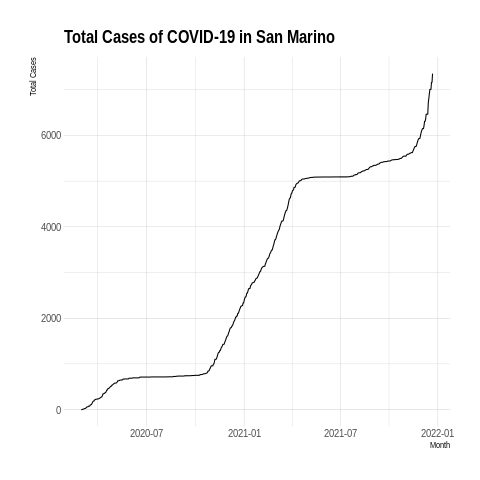 Total Cases of COVID-19 in San Marino
Total Cases
6000
4000
2000
0
2020-07 2021-01 2021-07 2022-01
Month